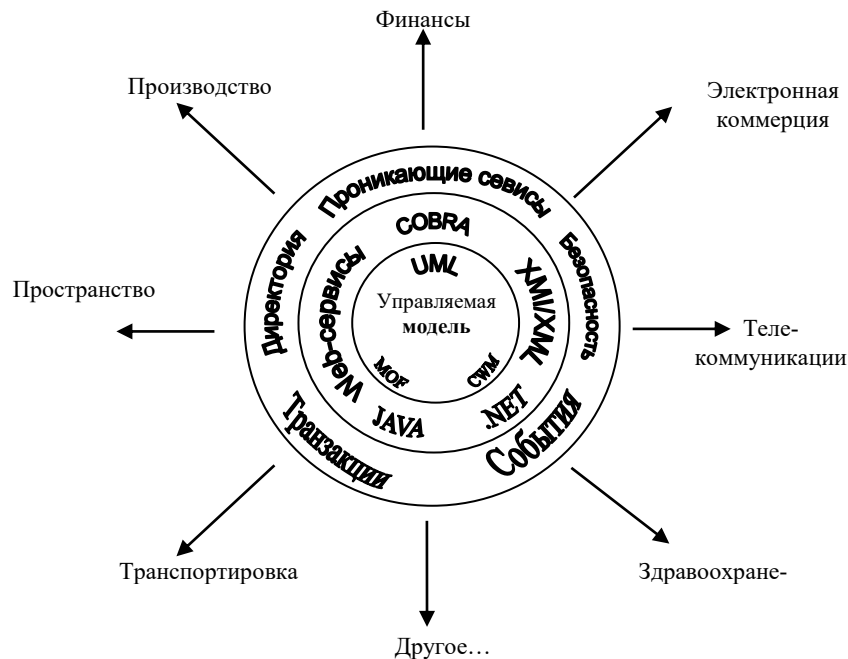 Финансы
Производство
Электронная
коммерция
Проникающие севисы
COBRA
Директория
Безопасность
Web-сервисы
UML
XMI/XML
Управляемая
модель
Пространство
Теле-
коммуникации
MOF
CWM
JAVA
.NET
Транзакции
События
Транспортировка
Здравоохране-
Другое…